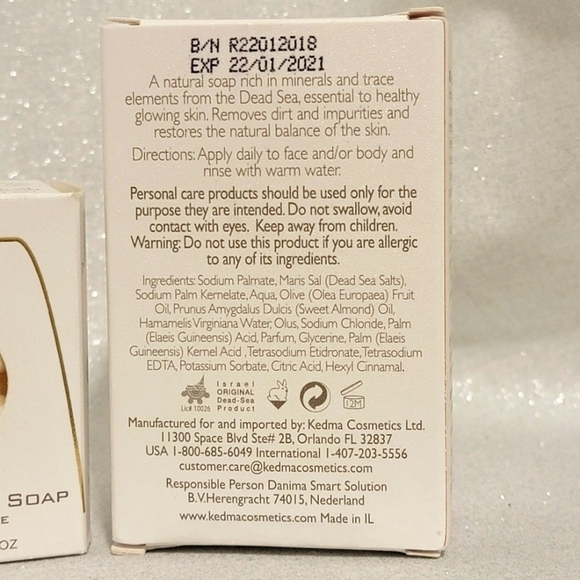 B/N R22012018
EXP 22/01/2021
A natural soap rich in minerals and trace
elements from the Dead Sea, essential to healthy
glowing skin. Removes dirt and impurities and
restores the natural balance of the skin.
Directions: Apply daily to face and/or body and
rinse with warm water.
Personal care products should be used only for the
purpose they are intended. Do not swallow, avoid
contact with eyes. Keep away from children.
Warning: Do not use this product if you are allergic
to any of its ingredients.
Ingredients: Sodium Palmate, Maris Sal (Dead Sea Salts),
Sodium Palm Kernelate, Aqua, Olive (Olea Europaea) Fruit
Oil, Prunus Amygdalus Dulcis (Sweet Almond) Oil,
Hamamelis Virginiana Water, Olus, Sodium Chloride, Palm
(Elaeis Guineensis) Acid, Parfum, Glycerine, Palm (Elaeis
Guineensis) Kernel Acid ,Tetrasodium Etidronate, Tetrasodium
EDTA, Potassium Sorbate, Citric Acid, Hexyl Cinnamal.
Lic# 10026
Israel
ORIGINAL
Dead-Sea
Product
12M
Manufactured for and imported by: Kedma Cosmetics Ltd.
11300 Space Blvd Ste# 2B, Orlando FL 32837
USA 1-800-685-6049 International 1-407-203-5556
customer.care@kedmacosmetics.com
Responsible Person Danima Smart Solution
B.V.Herengracht 74015, Nederland
www.kedmacosmetics.com Made in IL
SOAP
E
OZ